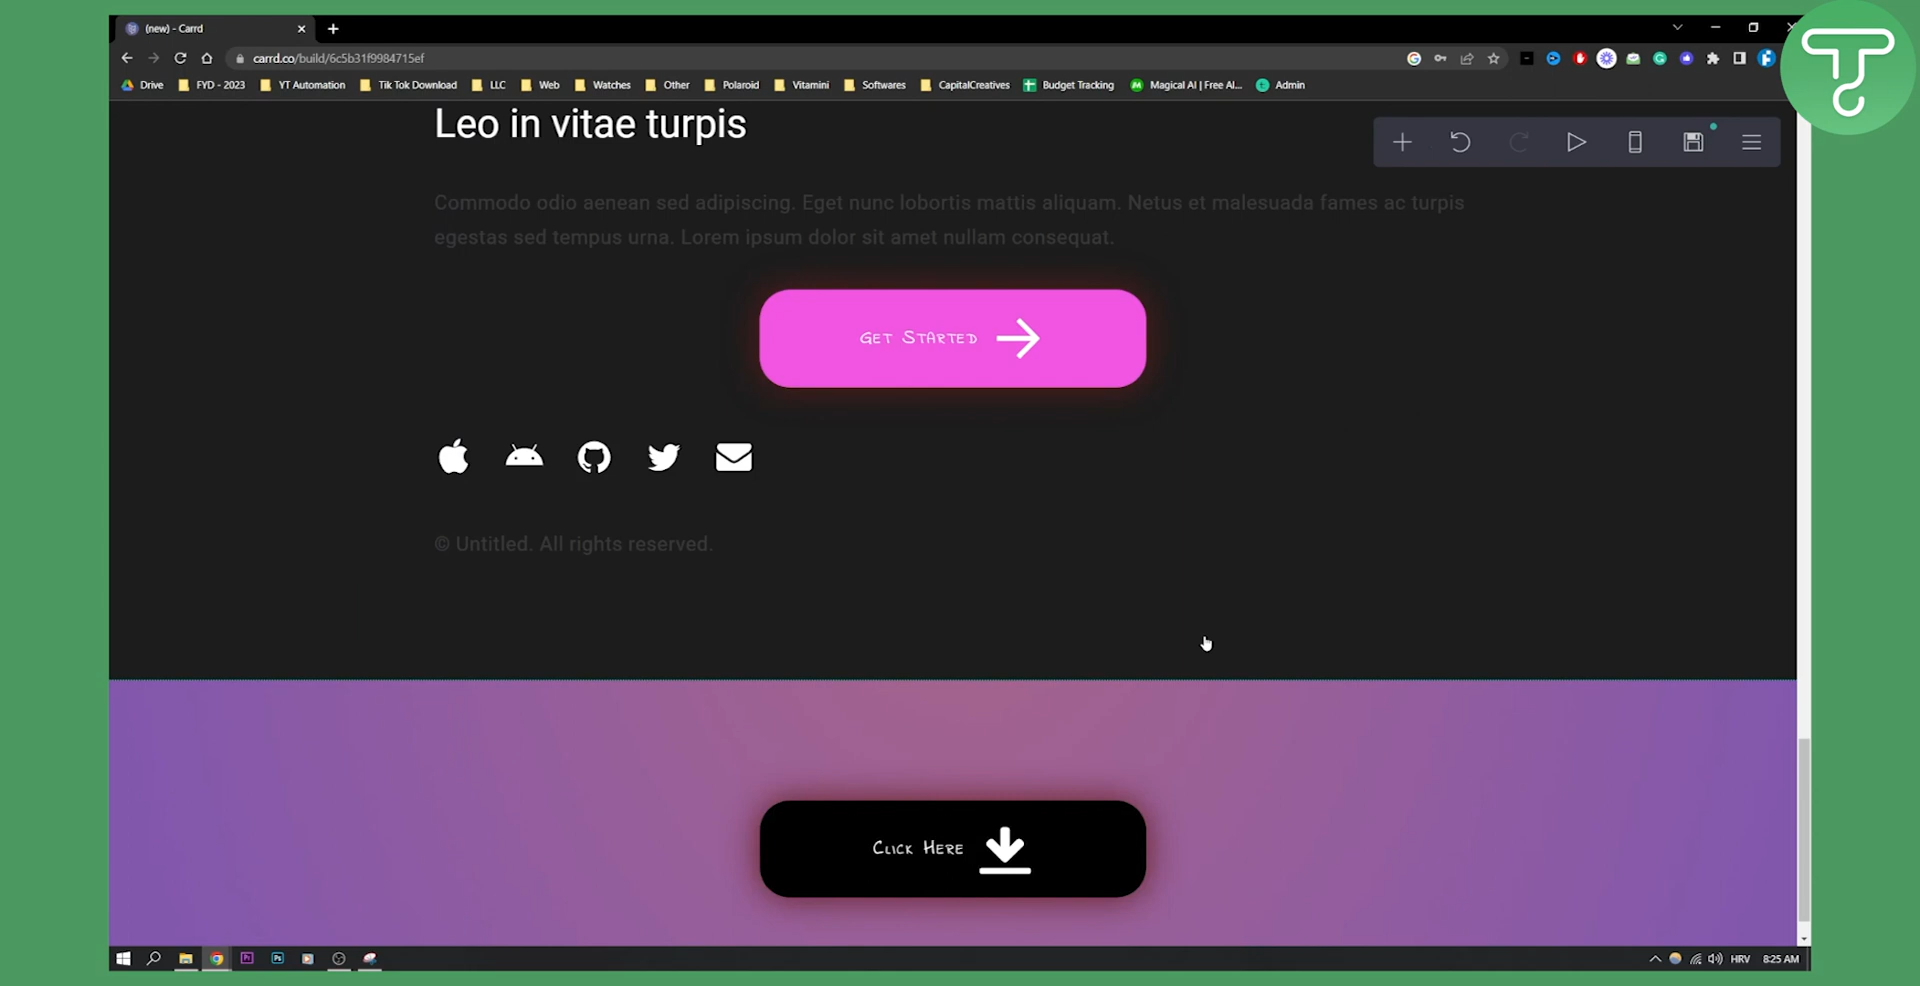 (new) - Carrd
carrd.co/build/6c5b31f9984715ef
Drive FYD - 2023 YT Automation Tik Tok Download LLC Web Watches Other Polaroid Vitamini Softwares CapitalCreatives Budget Tracking Magical AI | Free AI... Admin
Leo in vitae turpis
Commodo odio aenean sed adipiscing. Eget nunc lobortis mattis aliquam. Netus et malesuada fames ac turpis
egestas sed tempus urna. Lorem ipsum dolor sit amet nullam consequat.
Get Started
© Untitled. All rights reserved.
Click Here
Pr Ps HRV 8:25 AM